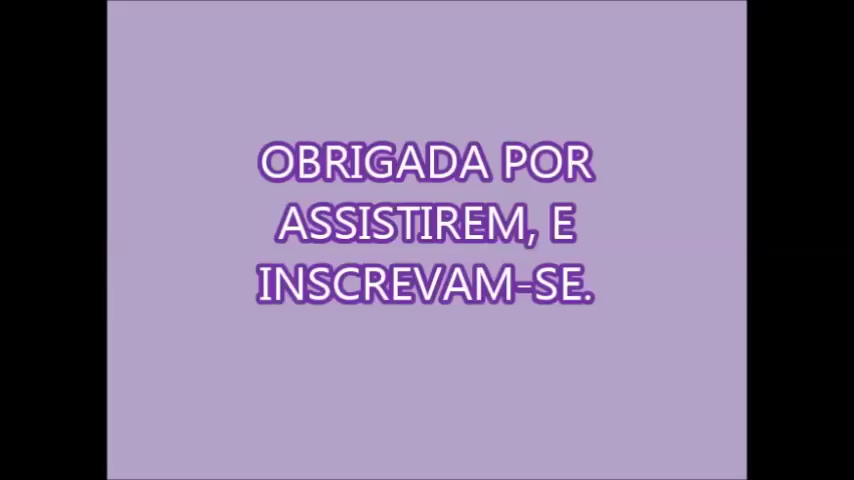 OBRIGADA POR
ASSISTIREM, E
INSCREVAM-SE.